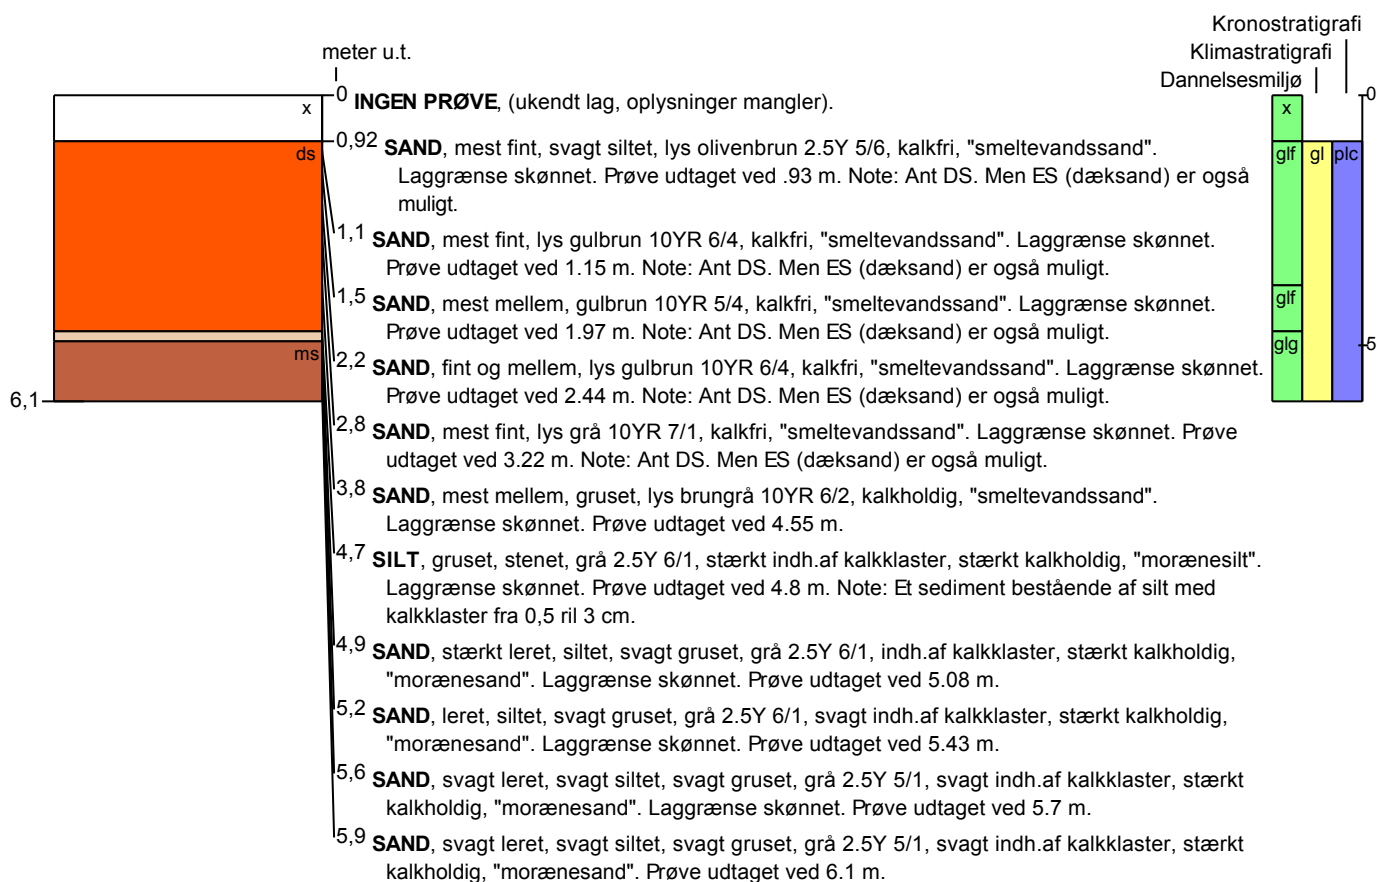 Kronostratigrafi
meter u.t.
Klimastratigrafi
Dannelsesmiljø
0 INGEN PRØVE, (ukendt lag, oplysninger mangler).
0
x
x
0,92 SAND, mest fint, svagt siltet, lys olivenbrun 2.5Y 5/6, kalkfri, "smeltevandssand".
ds
glf gl plc
Laggrænse skønnet. Prøve udtaget ved .93 m. Note: Ant DS. Men ES (dæksand) er også
muligt.
1,1 SAND, mest fint, lys gulbrun 10YR 6/4, kalkfri, "smeltevandssand". Laggrænse skønnet.
Prøve udtaget ved 1.15 m. Note: Ant DS. Men ES (dæksand) er også muligt.
1,5 SAND, mest mellem, gulbrun 10YR 5/4, kalkfri, "smeltevandssand". Laggrænse skønnet.
glf
Prøve udtaget ved 1.97 m. Note: Ant DS. Men ES (dæksand) er også muligt.
ms
glg
5
2,2 SAND, fint og mellem, lys gulbrun 10YR 6/4, kalkfri, "smeltevandssand". Laggrænse skønnet.
Prøve udtaget ved 2.44 m. Note: Ant DS. Men ES (dæksand) er også muligt.
6,1
2,8 SAND, mest fint, lys grå 10YR 7/1, kalkfri, "smeltevandssand". Laggrænse skønnet. Prøve
udtaget ved 3.22 m. Note: Ant DS. Men ES (dæksand) er også muligt.
3,8 SAND, mest mellem, gruset, lys brungrå 10YR 6/2, kalkholdig, "smeltevandssand".
Laggrænse skønnet. Prøve udtaget ved 4.55 m.
4,7 SILT, gruset, stenet, grå 2.5Y 6/1, stærkt indh.af kalkklaster, stærkt kalkholdig, "morænesilt".
Laggrænse skønnet. Prøve udtaget ved 4.8 m. Note: Et sediment bestående af silt med
kalkklaster fra 0,5 ril 3 cm.
4,9 SAND, stærkt leret, siltet, svagt gruset, grå 2.5Y 6/1, indh.af kalkklaster, stærkt kalkholdig,
"morænesand". Laggrænse skønnet. Prøve udtaget ved 5.08 m.
5,2 SAND, leret, siltet, svagt gruset, grå 2.5Y 6/1, svagt indh.af kalkklaster, stærkt kalkholdig,
"morænesand". Laggrænse skønnet. Prøve udtaget ved 5.43 m.
5,6 SAND, svagt leret, svagt siltet, svagt gruset, grå 2.5Y 5/1, svagt indh.af kalkklaster, stærkt
kalkholdig, "morænesand". Laggrænse skønnet. Prøve udtaget ved 5.7 m.
5,9 SAND, svagt leret, svagt siltet, svagt gruset, grå 2.5Y 5/1, svagt indh.af kalkklaster, stærkt
kalkholdig, "morænesand". Prøve udtaget ved 6.1 m.